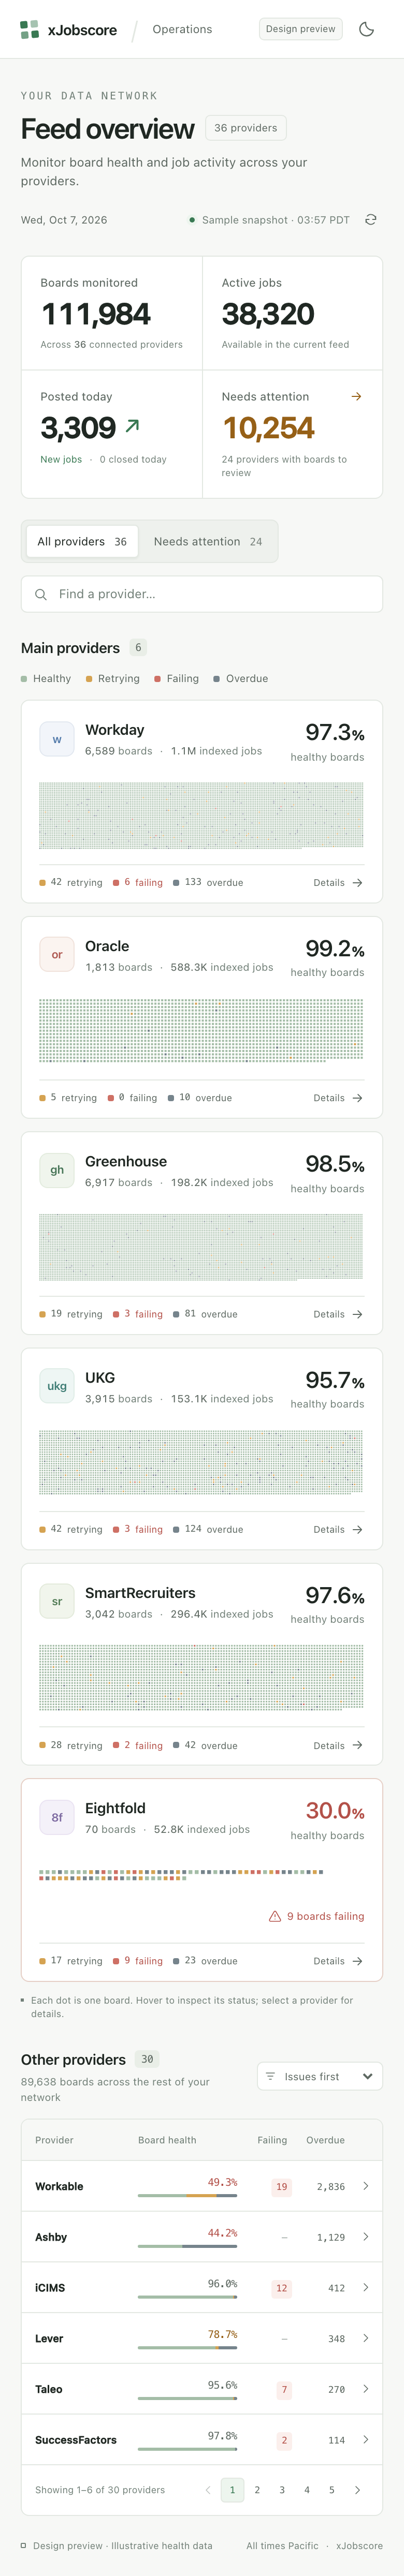 xJobscore / Operations Design preview
YOUR DATA NETWORK
Feed overview 36 providers
Monitor board health and job activity across your
providers.
Wed, Oct 7, 2026 Sample snapshot · 03:57 PDT
Boards monitored
111,984
Across 36 connected providers
Active jobs
38,320
Available in the current feed
Posted today
3,309
New jobs · 0 closed today
Needs attention
10,254
24 providers with boards to
review
All providers 36 Needs attention 24
Find a provider...
Main providers 6
Healthy Retrying Failing Overdue
w
Workday
6,589 boards · 1.1M indexed jobs
97.3%
healthy boards
42 retrying 6 failing 133 overdue Details
or
Oracle
1,813 boards · 588.3K indexed jobs
99.2%
healthy boards
5 retrying 0 failing 10 overdue Details
gh
Greenhouse
6,917 boards · 198.2K indexed jobs
98.5%
healthy boards
19 retrying 3 failing 81 overdue Details
ukg
UKG
3,915 boards · 153.1K indexed jobs
95.7%
healthy boards
42 retrying 3 failing 124 overdue Details
sr
SmartRecruiters
3,042 boards · 296.4K indexed jobs
97.6%
healthy boards
28 retrying 2 failing 42 overdue Details
8f
Eightfold
70 boards · 52.8K indexed jobs
30.0%
healthy boards
9 boards failing
17 retrying 9 failing 23 overdue Details
Each dot is one board. Hover to inspect its status; select a provider for
details.
Other providers 30
89,638 boards across the rest of your
network
Issues first
Provider Board health Failing Overdue
Workable 49.3% 19 2,836
Ashby 44.2% — 1,129
iCIMS 96.0% 12 412
Lever 78.7% — 348
Taleo 95.6% 7 270
SuccessFactors 97.8% 2 114
Showing 1–6 of 30 providers 1 2 3 4 5
Design preview · Illustrative health data All times Pacific · xJobscore